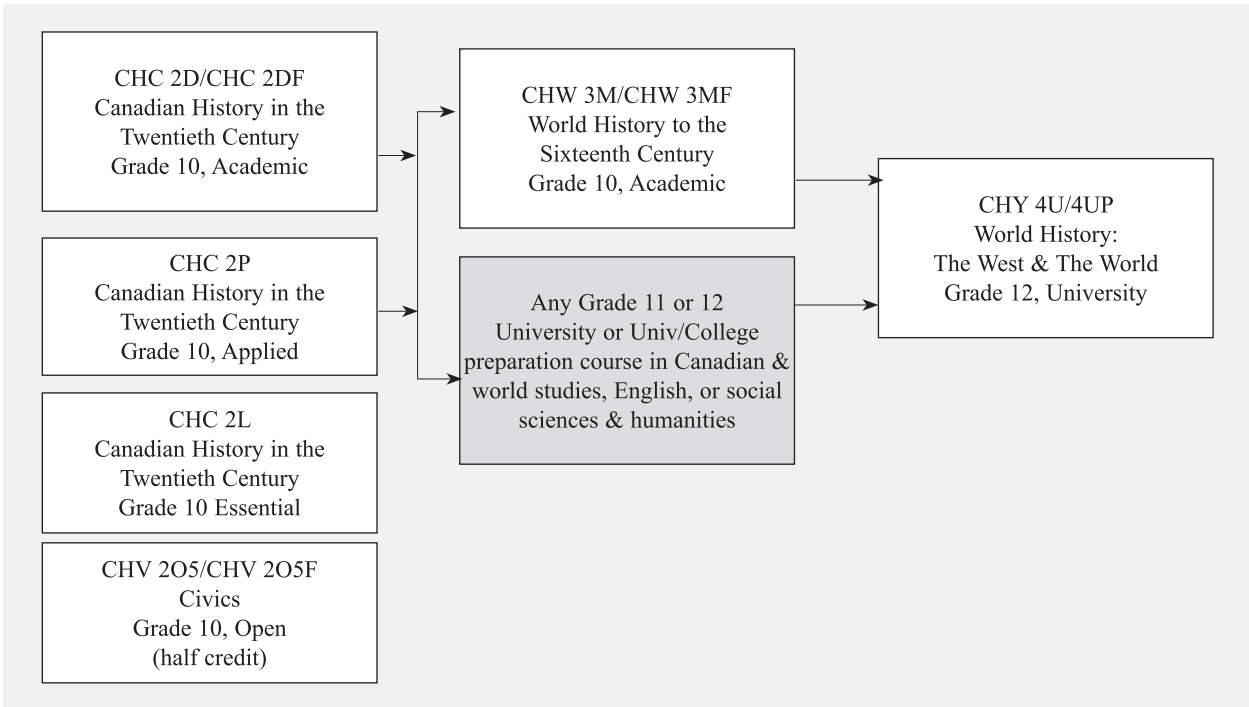 CHC 2D/CHC 2DF
Canadian History in the
Twentieth Century
Grade 10, Academic
CHC 2P
Canadian History in the
Twentieth Century
Grade 10, Applied
CHC 2L
Canadian History in the
Twentieth Century
Grade 10 Essential
CHV 2O5/CHV 2O5F
Civics
Grade 10, Open
(half credit)
CHW 3M/CHW 3MF
World History to the
Sixteenth Century
Grade 10, Academic
Any Grade 11 or 12
University or Univ/College
preparation course in Canadian &
world studies, English, or social
sciences & humanities
CHY 4U/4UP
World History:
The West & The World
Grade 12, University